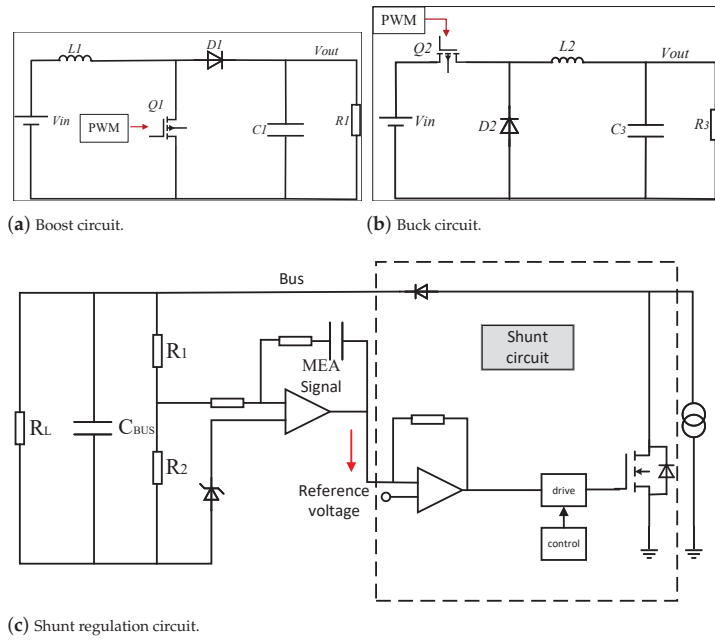 L1
D1
Vout
Q1
PWM
Vin
C1
R1
(a) Boost circuit.
PWM
Q2
L2
Vout
Vin
D2
C3
R3
(b) Buck circuit.
Bus
Shunt
circuit
R1
MEA
Signal
RL
CBUS
R2
Reference
voltage
drive
control
(c) Shunt regulation circuit.